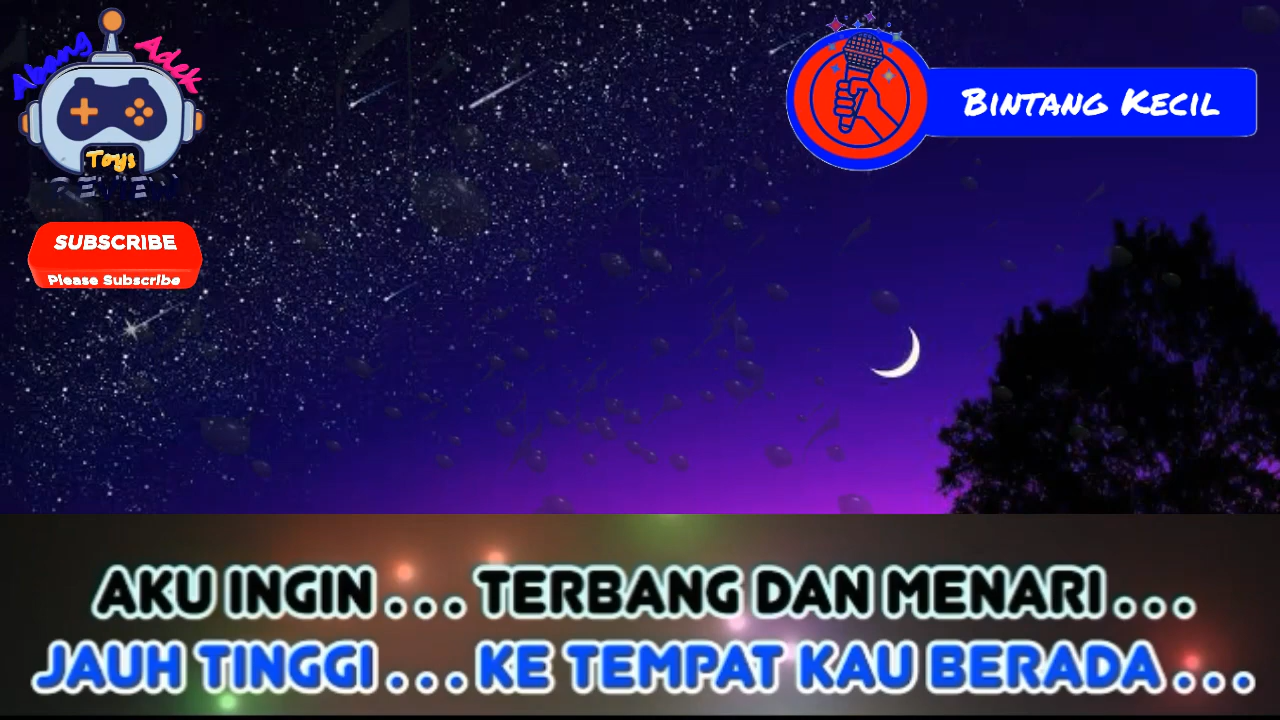 Abang Adek
Toys
Bintang Kecil
SUBSCRIBE
Please Subscribe
AKU INGIN... TERBANG DAN MENARI...
JAUH TINGGI... KE TEMPAT KAU BERADA...